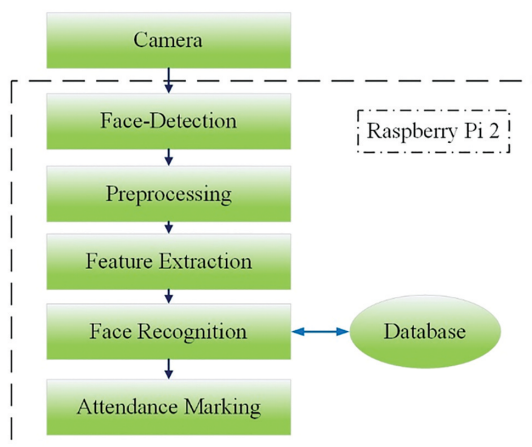 Camera
Face-Detection
Raspberry Pi 2
Preprocessing
Feature Extraction
Face Recognition
Database
Attendance Marking